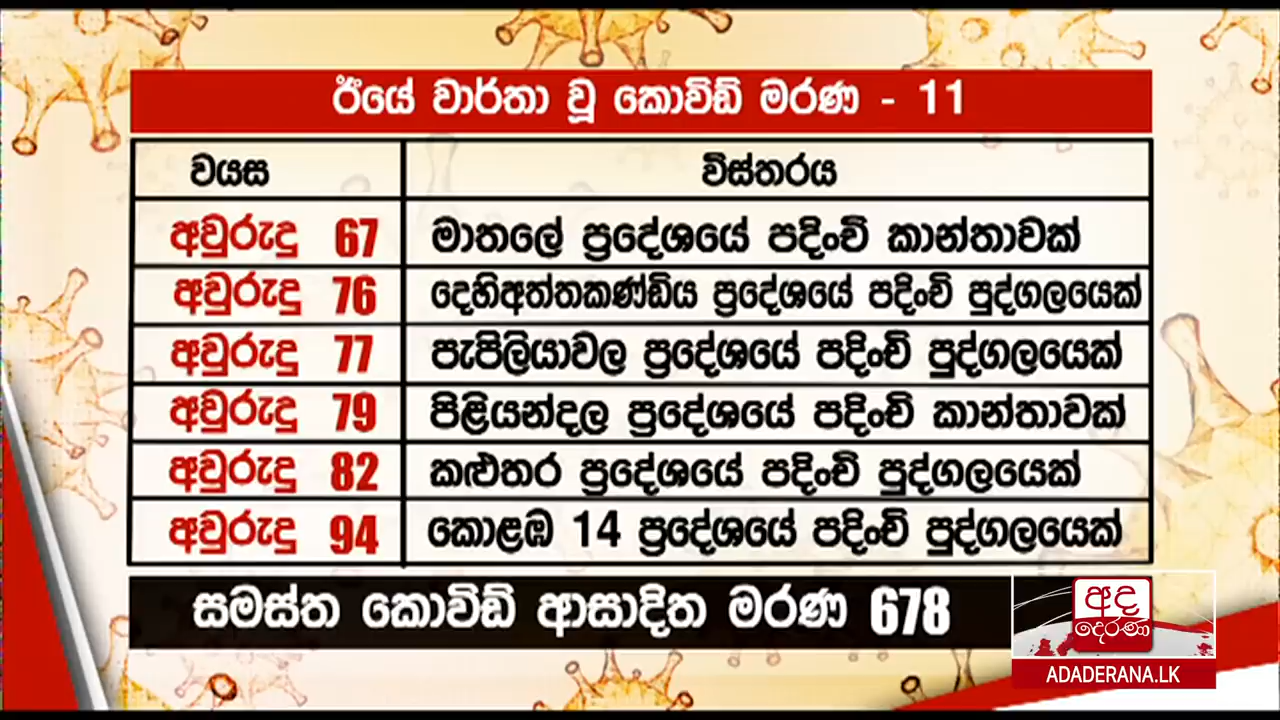 ඊයේ වාර්තා වූ කොවිඩ් මරණ - 11
වයස විස්තරය
අවුරුදු 67 මාතලේ ප්‍රදේශයේ පදිංචි කාන්තාවක්
අවුරුදු 76 දෙහිඅත්තකණ්ඩිය ප්‍රදේශයේ පදිංචි පුද්ගලයෙක්
අවුරුදු 77 පැපිලියාවල ප්‍රදේශයේ පදිංචි පුද්ගලයෙක්
අවුරුදු 79 පිළියන්දල ප්‍රදේශයේ පදිංචි කාන්තාවක්
අවුරුදු 82 කළුතර ප්‍රදේශයේ පදිංචි පුද්ගලයෙක්
අවුරුදු 94 කොළඹ 14 ප්‍රදේශයේ පදිංචි පුද්ගලයෙක්
සමස්ත කොවිඩ් ආසාදිත මරණ 678
අද
දෙරණ
ADADERANA.LK